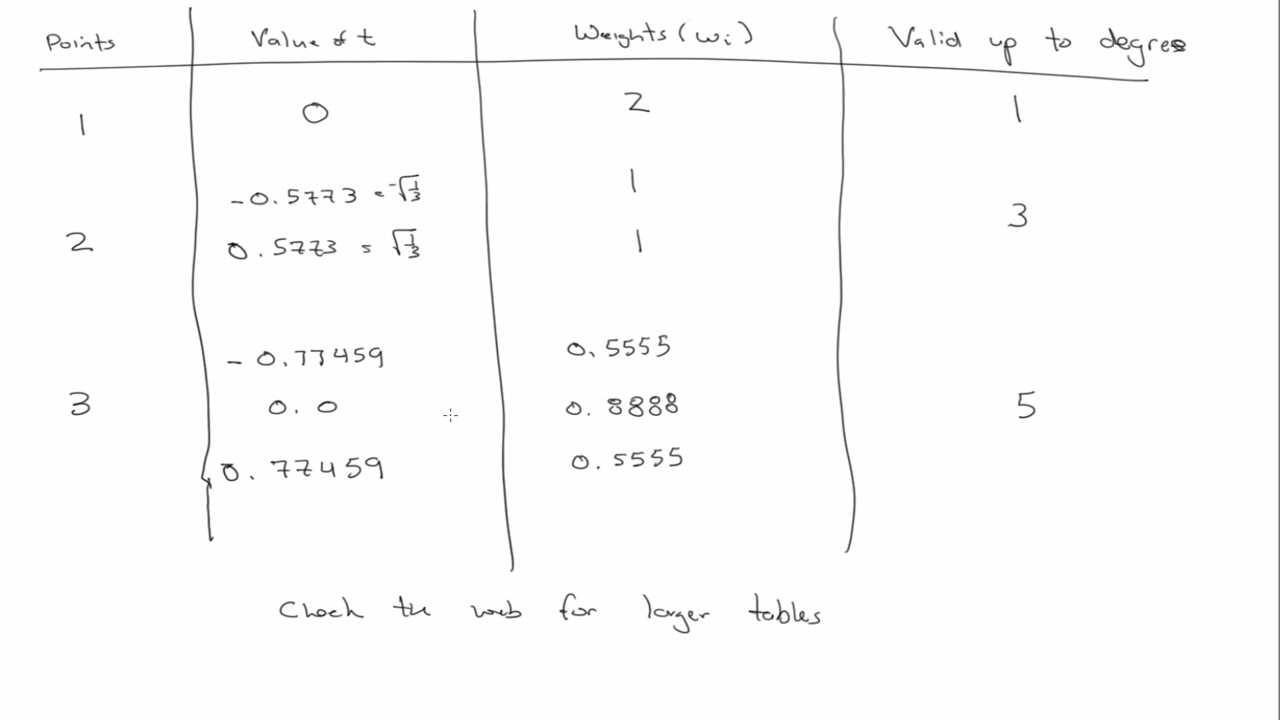 Points Value of t Weights (wᵢ) Valid up to degree
1 0 2 1
-0.5773 = -√1/3 1
2 0.5773 = √1/3 1 3
-0.77459 0.5555
3 0.0 0.8888 5
0.77459 0.5555
Check the web for larger tables